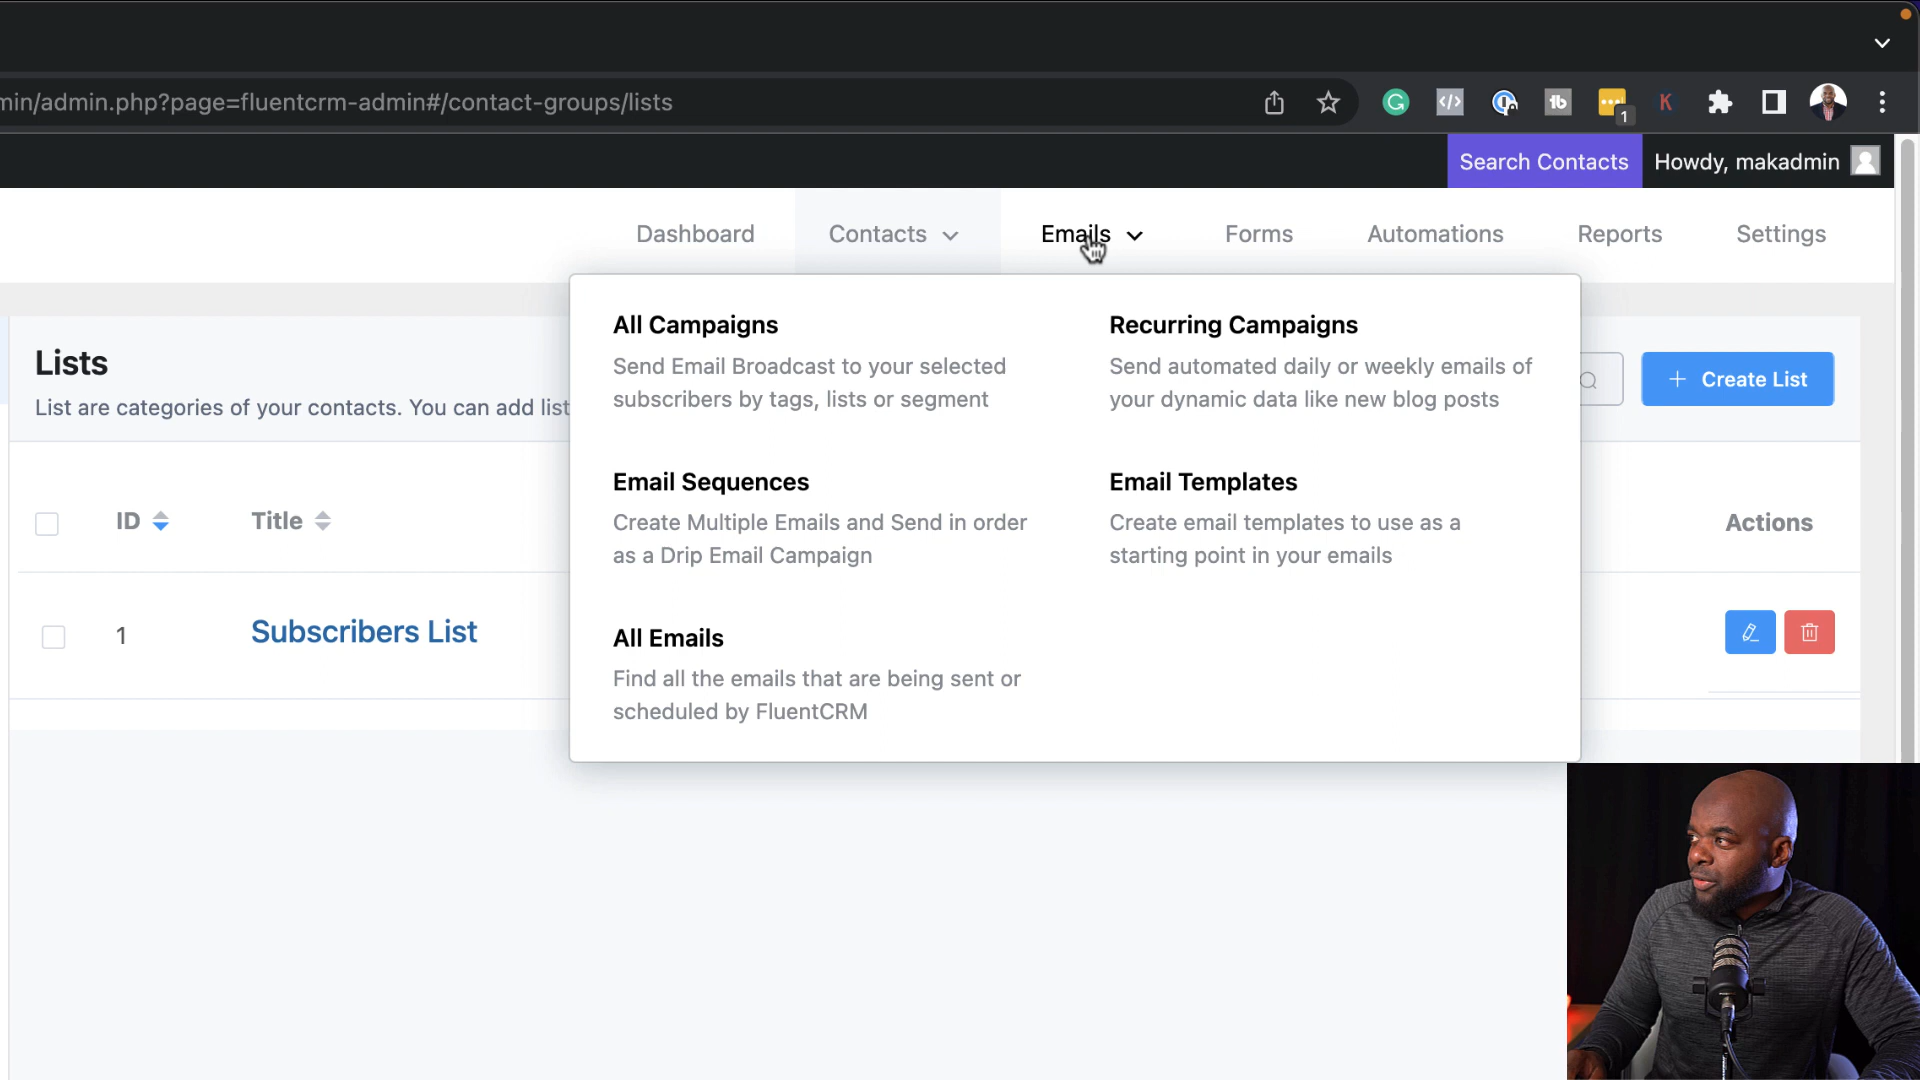 min/admin.php?page=fluentcrm-admin#/contact-groups/lists
1
K
Search Contacts
Howdy, makadmin
Dashboard
Contacts
Emails
Forms
Automations
Reports
Settings
Lists
List are categories of your contacts. You can add list
Create List
All Campaigns
Send Email Broadcast to your selected
subscribers by tags, lists or segment
Recurring Campaigns
Send automated daily or weekly emails of
your dynamic data like new blog posts
Email Sequences
Create Multiple Emails and Send in order
as a Drip Email Campaign
Email Templates
Create email templates to use as a
starting point in your emails
All Emails
Find all the emails that are being sent or
scheduled by FluentCRM
ID
Title
Actions
1
Subscribers List